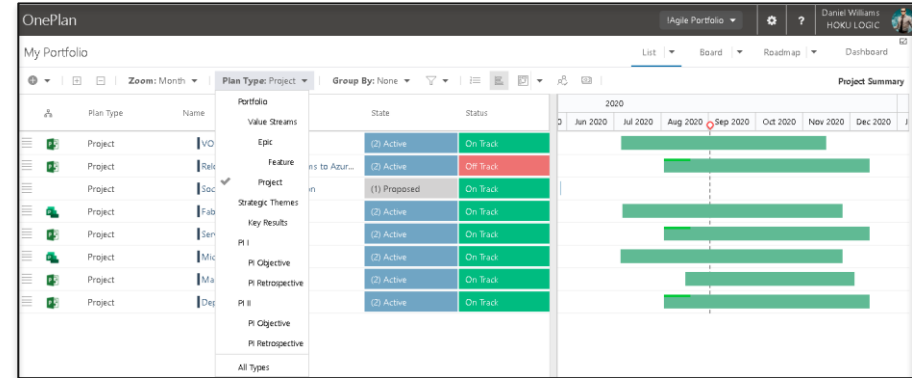 OnePlan
!Agile Portfolio
?
Daniel Williams
HOKU LOGIC
My Portfolio
List
Board
Roadmap
Dashboard
Zoom: Month
Plan Type: Project
Group By: None
Project Summary
Plan Type
Name
State
Status
2020
Jun 2020
Jul 2020
Aug 2020
Sep 2020
Oct 2020
Nov 2020
Dec 2020
Portfolio
Value Streams
Epic
Feature
Project
Strategic Themes
Key Results
PI I
PI Objective
PI Retrospective
PI II
PI Objective
PI Retrospective
All Types
Project VO (2) Active On Track
Project Relo ms to Azur... (2) Active Off Track
Project Soc on (1) Proposed On Track
Project Fab (2) Active On Track
Project Ser (2) Active On Track
Project Mic (2) Active On Track
Project Ma (2) Active On Track
Project Dep (2) Active On Track